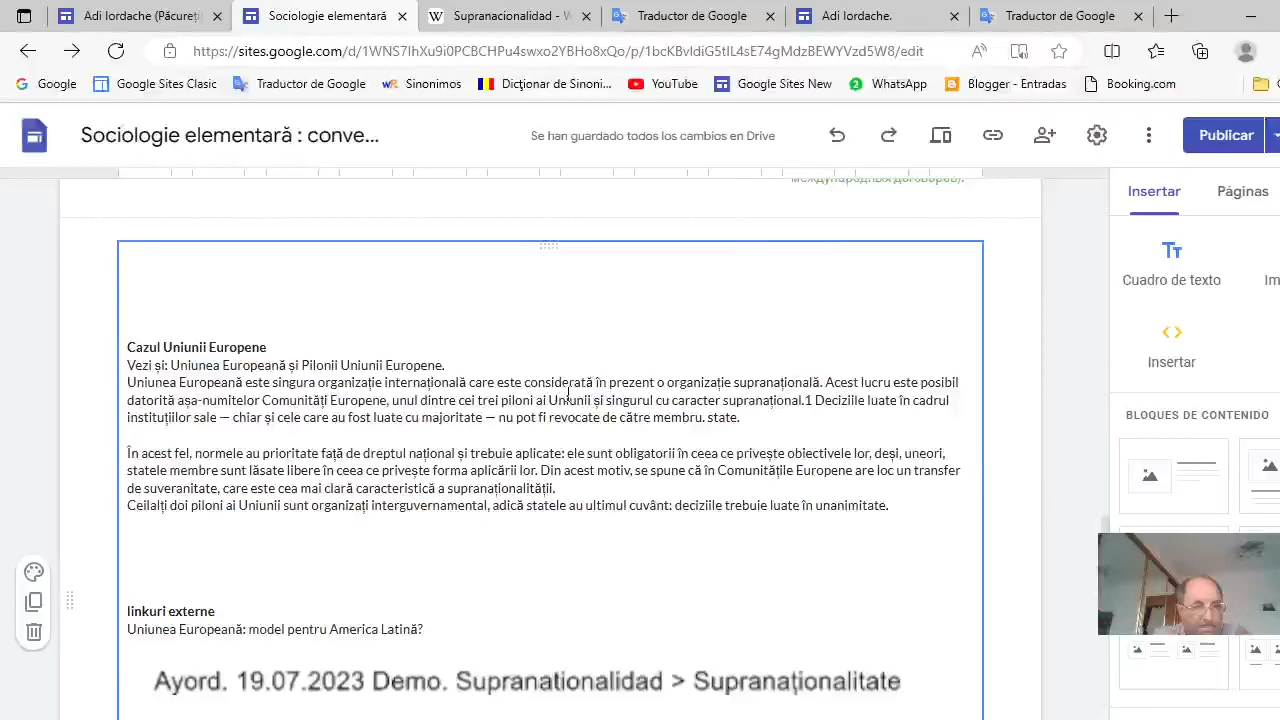 Adi Iordache (Păcureț
Sociologie elementară
Supranacionalidad - W
Traductor de Google
Adi Iordache.
Traductor de Google
https://sites.google.com/d/1WNS7lhXu9i0PCBCHPu4swxo2YBHo8xQo/p/1bcKBvldiG5tIL4sE74gMdzBEWYVzd5W8/edit
Google
Google Sites Clasic
Traductor de Google
Sinonimos
Dicţionar de Sinoni...
YouTube
Google Sites New
WhatsApp
Blogger - Entradas
Booking.com
Sociologie elementară : conve...
Se han guardado todos los cambios en Drive
Publicar
международных договоров).
Insertar
Páginas
Cuadro de texto
Im
Insertar
BLOQUES DE CONTENIDO
Cazul Uniunii Europene
Vezi și: Uniunea Europeană și Pilonii Uniunii Europene.
Uniunea Europeană este singura organizație internațională care este considerată în prezent o organizație supranațională. Acest lucru este posibil
datorită așa-numitelor Comunități Europene, unul dintre cei trei piloni ai Uniunii și singurul cu caracter supranațional.1 Deciziile luate în cadrul
instituțiilor sale — chiar și cele care au fost luate cu majoritate — nu pot fi revocate de către membru. state.
În acest fel, normele au prioritate față de dreptul național și trebuie aplicate: ele sunt obligatorii în ceea ce privește obiectivele lor, deși, uneori,
statele membre sunt lăsate libere în ceea ce privește forma aplicării lor. Din acest motiv, se spune că în Comunitățile Europene are loc un transfer
de suveranitate, care este cea mai clară caracteristică a supranaționalității.
Ceilalți doi piloni ai Uniunii sunt organizați interguvernamental, adică statele au ultimul cuvânt: deciziile trebuie luate în unanimitate.
linkuri externe
Uniunea Europeană: model pentru America Latină?
Ayord. 19.07.2023 Demo. Supranationalidad > Supranaţionalitate